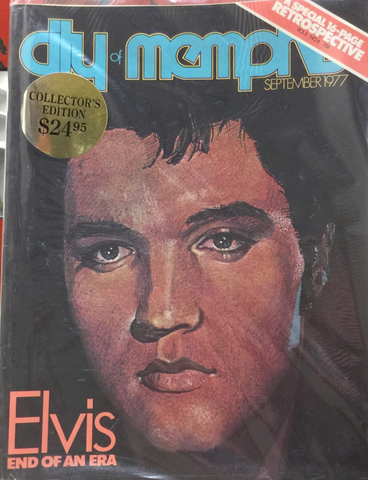 A SPECIAL 16-PAGE
RETROSPECTIVE
city of memphis
SEPTEMBER 1977
COLLECTOR'S
EDITION
$24.95
Elvis
END OF AN ERA